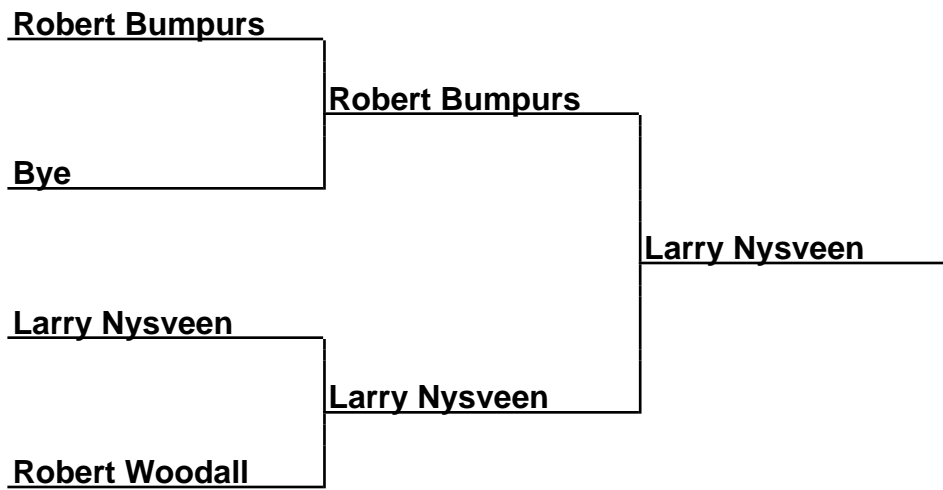 Robert Bumpurs
Robert Bumpurs
Bye
Larry Nysveen
Larry Nysveen
Larry Nysveen
Robert Woodall